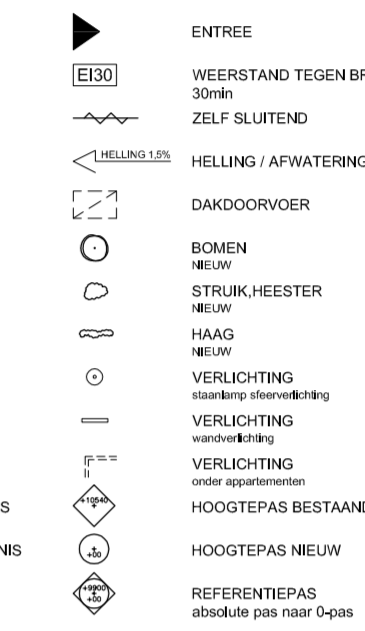 ENTREE
EI30 WEERSTAND TEGEN
30min
ZELF SLUITEND
HELLING 1,5% HELLING / AFWATERING
DAKDOORVOER
BOMEN
NIEUW
STRUIK,HEESTER
NIEUW
HAAG
NIEUW
VERLICHTING
staanlamp sfeerverlichting
VERLICHTING
wandverlichting
VERLICHTING
onder appartementen
+10540 HOOGTEPAS BESTAAND
+00 HOOGTEPAS NIEUW
+9900
+00
REFERENTIEPAS
absolute pas naar 0-pas